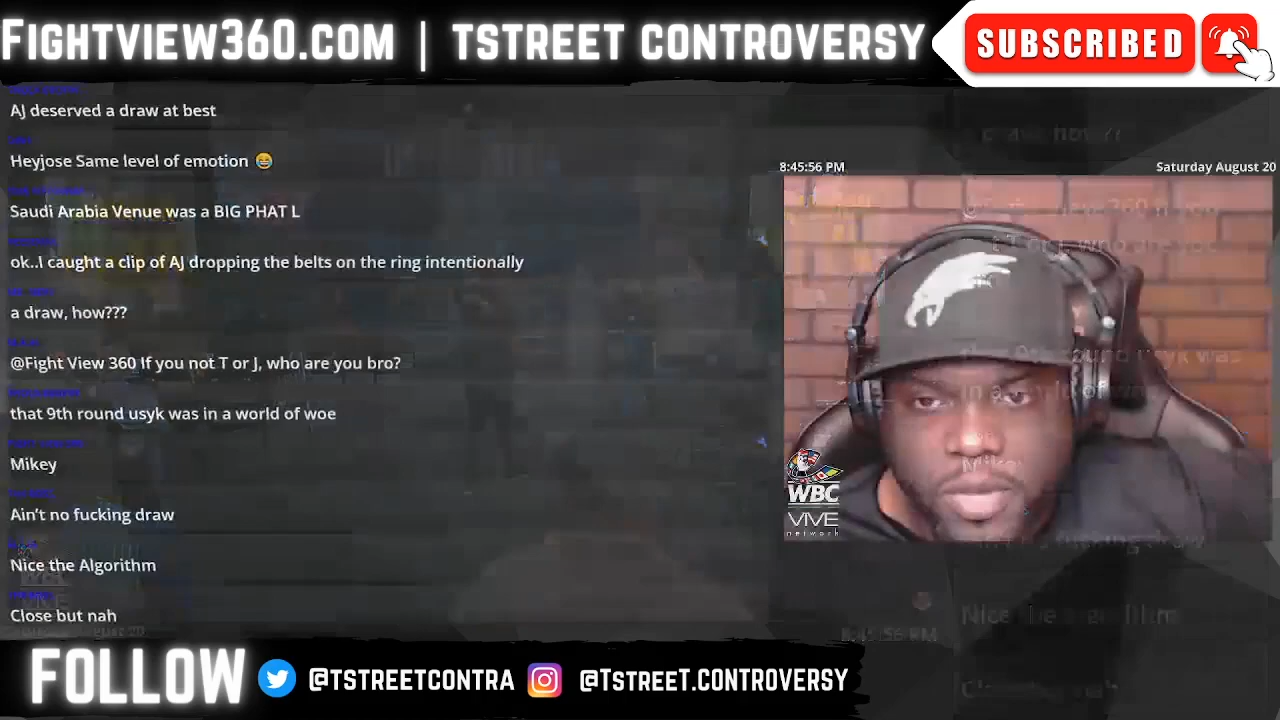 FIGHTVIEW360.COM | TSTREET CONTROVERSY
SUBSCRIBED
AJ deserved a draw at best
Heyjose Same level of emotion 😂
Saudi Arabia Venue was a BIG PHAT L
ok..I caught a clip of AJ dropping the belts on the ring intentionally
a draw, how???
@Fight View 360 If you not T or J, who are you bro?
that 9th round usyk was in a world of woe
Mikey
Ain't no fucking draw
Nice the Algorithm
Close but nah
8:45:56 PM
Saturday August 20
WBC
VIVE
network
FOLLOW
@TSTREETCONTRA
@TSTREET.CONTROVERSY